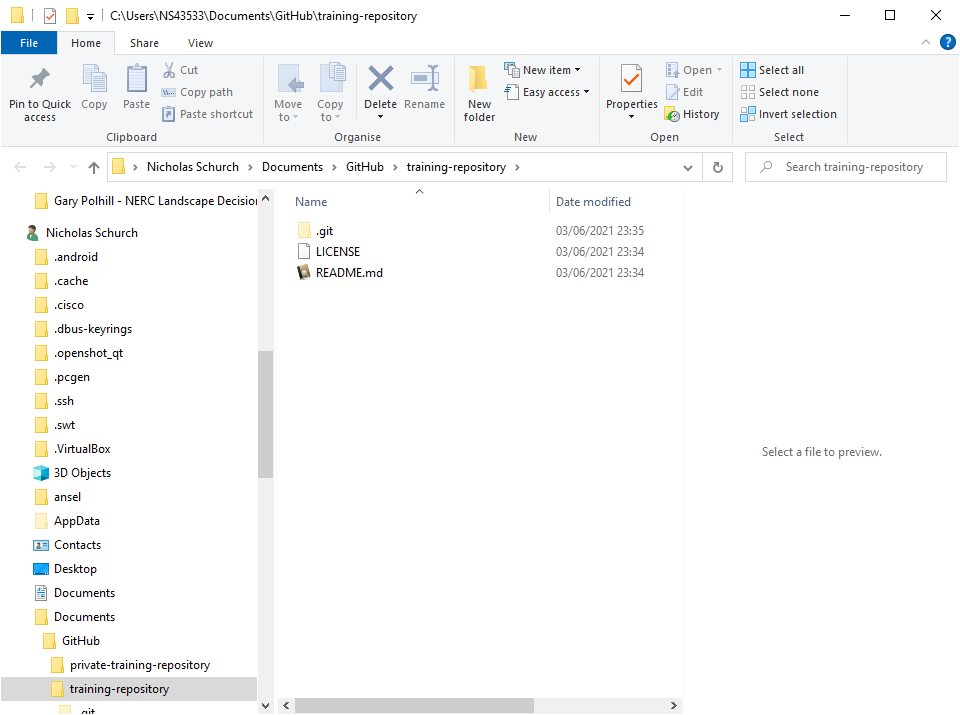 C:\Users\NS43533\Documents\GitHub\training-repository
File Home Share View
Pin to Quick access
Copy
Paste
Cut
Copy path
Paste shortcut
Clipboard
Move to
Copy to
Delete
Rename
Organise
New folder
New item
Easy access
New
Properties
Open
Edit
History
Open
Select all
Select none
Invert selection
Select
Nicholas Schurch > Documents > GitHub > training-repository >
Search training-repository
Gary Polhill - NERC Landscape Decision
Nicholas Schurch
.android
.cache
.cisco
.dbus-keyrings
.openshot_qt
.pcgen
.ssh
.swt
.VirtualBox
3D Objects
ansel
AppData
Contacts
Desktop
Documents
Documents
GitHub
private-training-repository
training-repository
.git
Name Date modified
.git 03/06/2021 23:35
LICENSE 03/06/2021 23:34
README.md 03/06/2021 23:34
Select a file to preview.